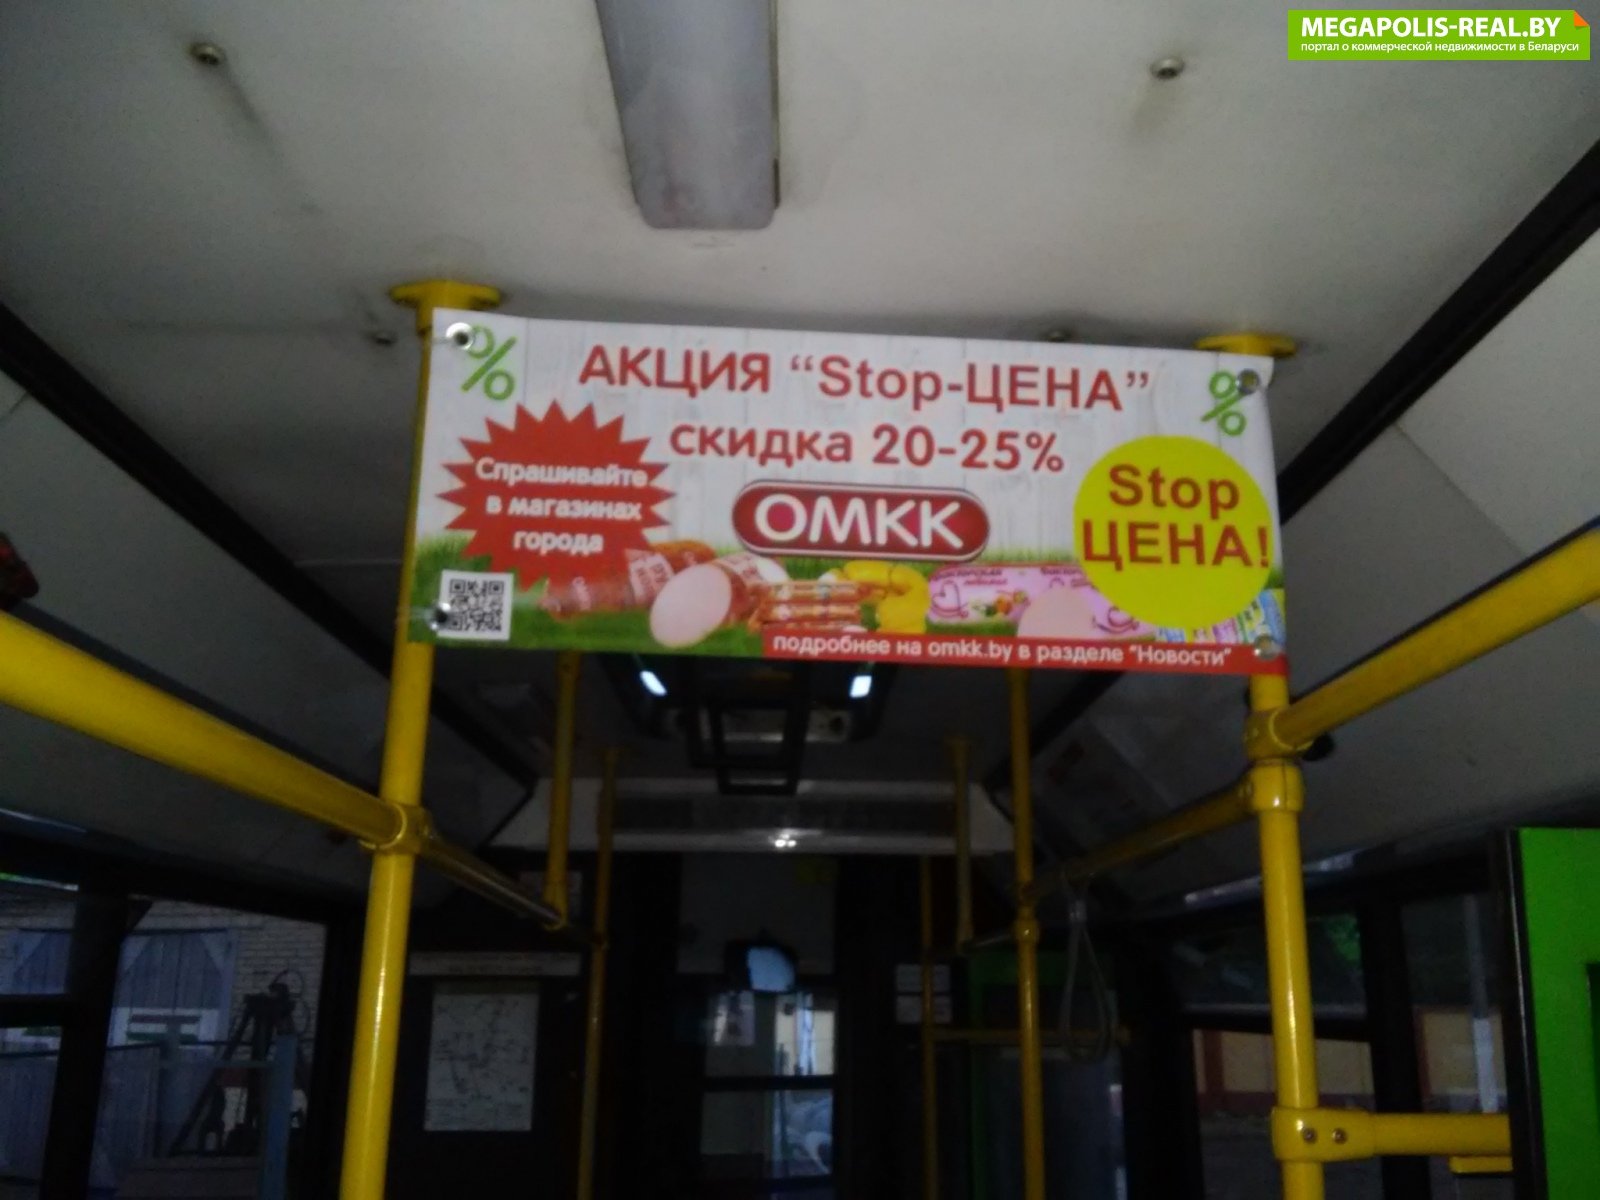 MEGAPOLIS-REAL.BY
портал о коммерческой недвижимости в Беларуси
АКЦИЯ “Stop-ЦЕНА”
скидка 20-25%
Спрашивайте
в магазинах
города
ОМКК
Stop
ЦЕНА!
подробнее на omkk.by в разделе "Новости"